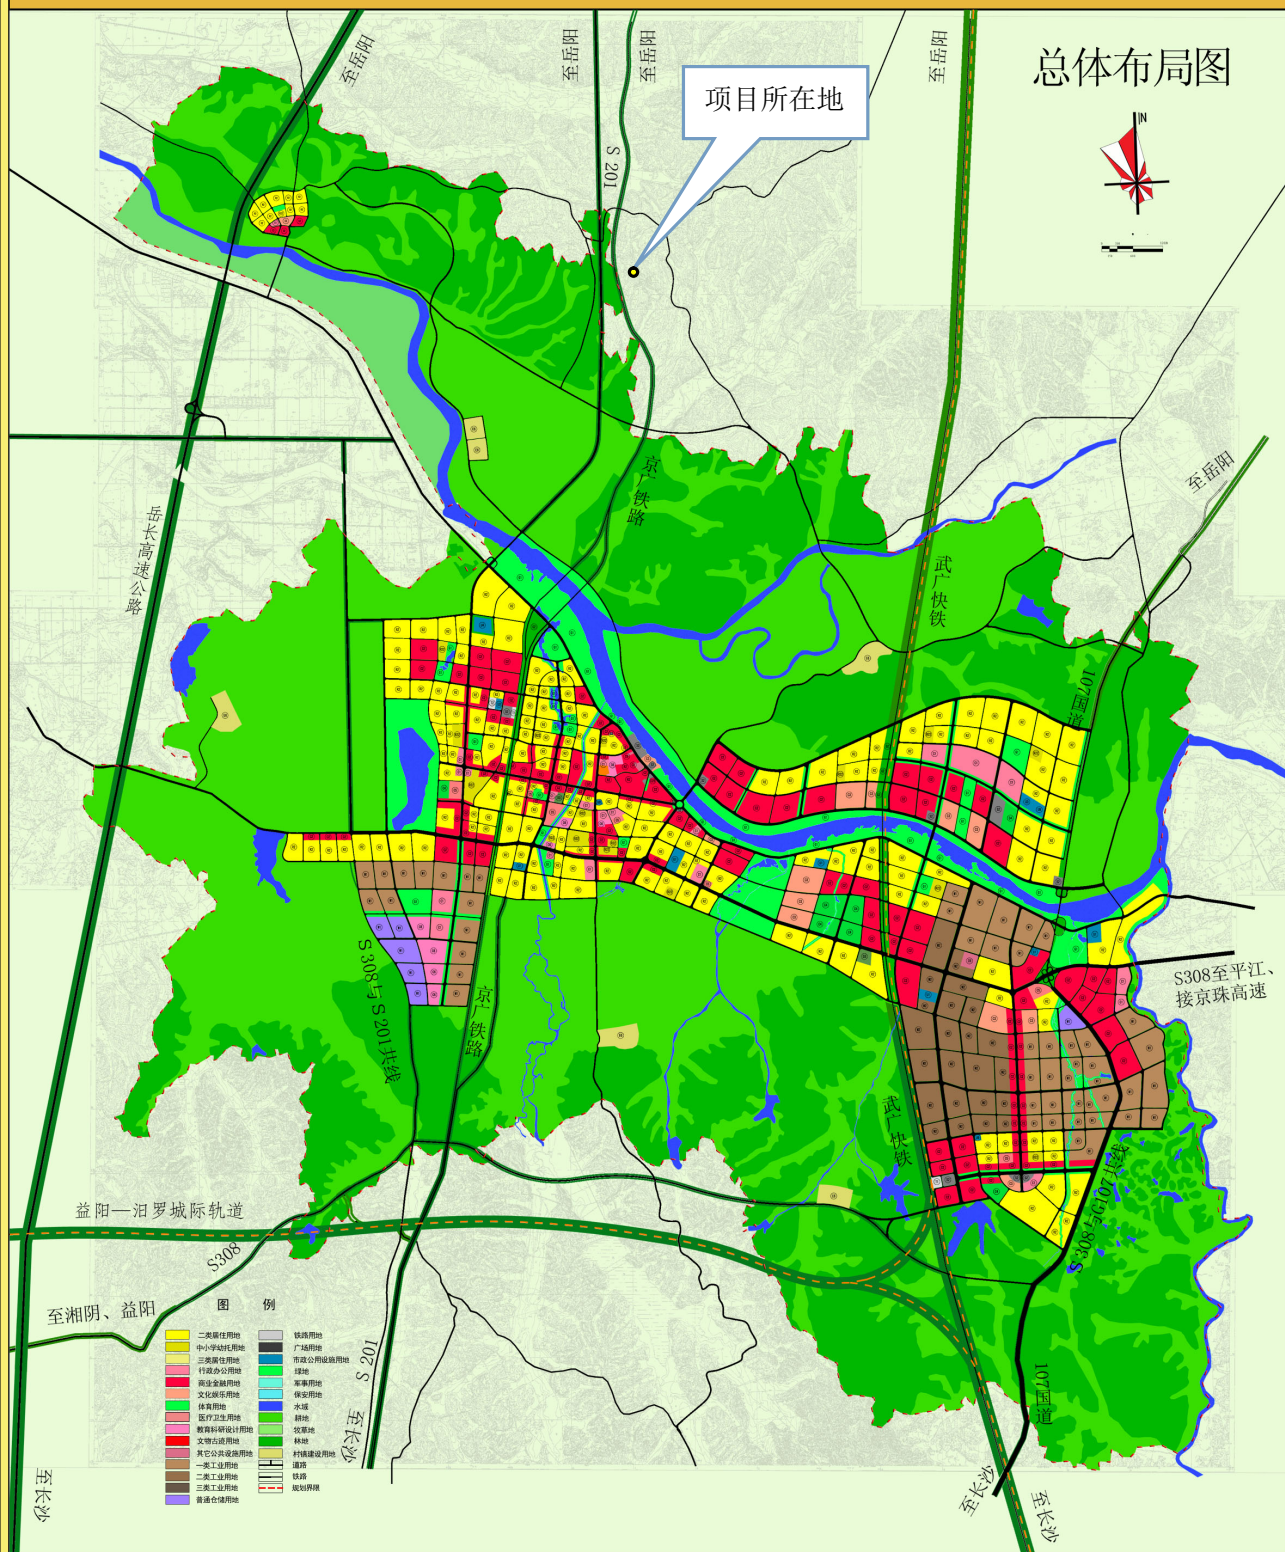 总体布局图
至岳阳
至岳阳
至岳阳
至岳阳
项目所在地
N
S 201
京广铁路
至岳阳
岳长高速公路
武广快铁
107国道
S308至平江、
接京珠高速
S 308与 S 201共线
京广铁路
武广快铁
S 308与G107共线
益阳—汨罗城际轨道
S308
至湘阴、益阳
S 201
至长沙
107国道
至长沙
至长沙
至长沙
图 例
二类居住用地
中小学幼托用地
三类居住用地
行政办公用地
商业金融用地
文化娱乐用地
体育用地
医疗卫生用地
教育科研设计用地
文物古迹用地
其它公共设施用地
一类工业用地
二类工业用地
三类工业用地
普通仓储用地
铁路用地
广场用地
市政公用设施用地
绿地
军事用地
保安用地
水域
耕地
牧草地
林地
村镇建设用地
道路
铁路
规划界限